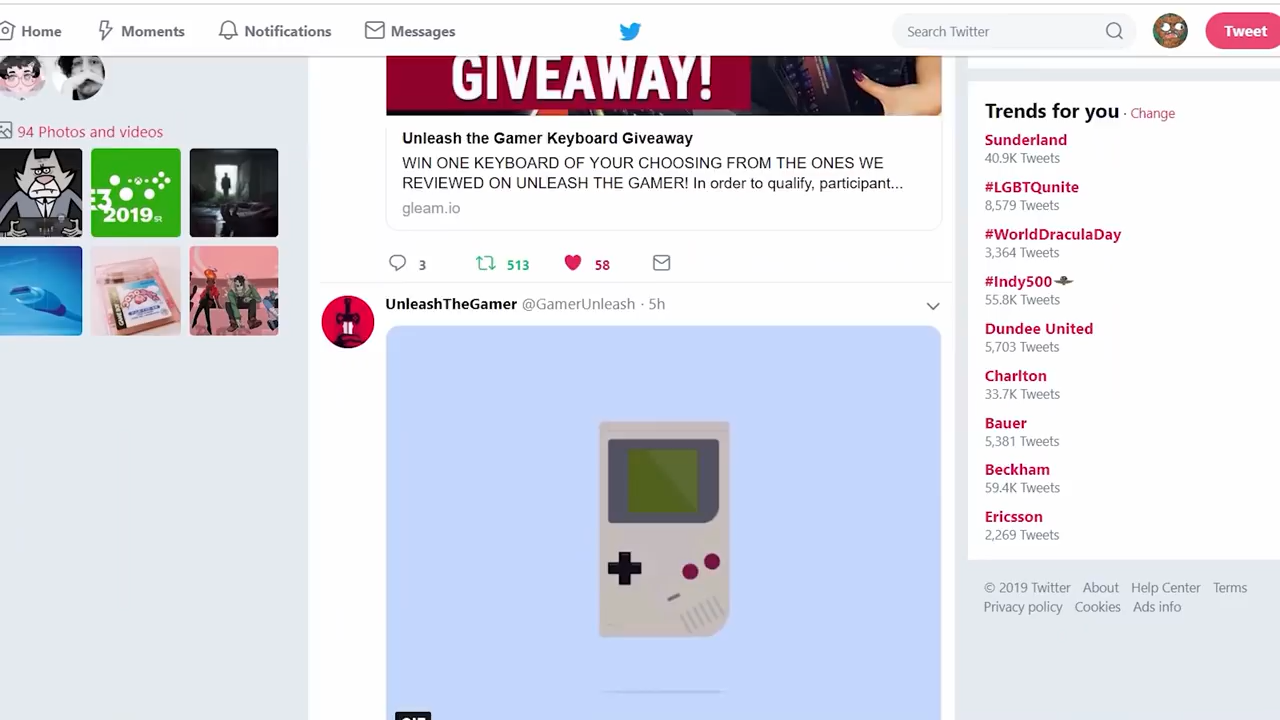 Home
Moments
Notifications
Messages
Search Twitter
Tweet
94 Photos and videos
E3
2019
GIVEAWAY!
Unleash the Gamer Keyboard Giveaway
WIN ONE KEYBOARD OF YOUR CHOOSING FROM THE ONES WE
REVIEWED ON UNLEASH THE GAMER! In order to qualify, participant...
gleam.io
3
513
58
UnleashTheGamer @GamerUnleash · 5h
GIF
Trends for you · Change
Sunderland
40.9K Tweets
#LGBTQunite
8,579 Tweets
#WorldDraculaDay
3,364 Tweets
#Indy500
55.8K Tweets
Dundee United
5,703 Tweets
Charlton
33.7K Tweets
Bauer
5,381 Tweets
Beckham
59.4K Tweets
Ericsson
2,269 Tweets
© 2019 Twitter About Help Center Terms
Privacy policy Cookies Ads info